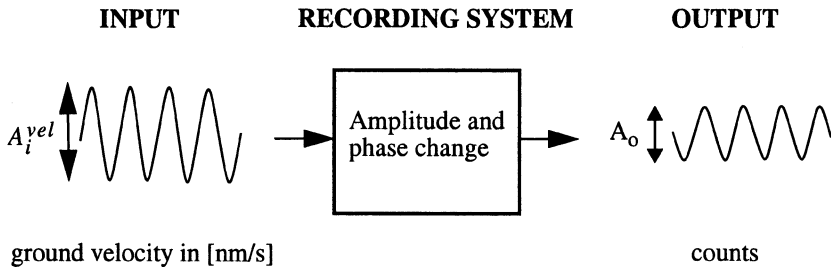 INPUT
RECORDING SYSTEM
OUTPUT
A_i^{vel}
Amplitude and
phase change
A_o
ground velocity in [nm/s]
counts